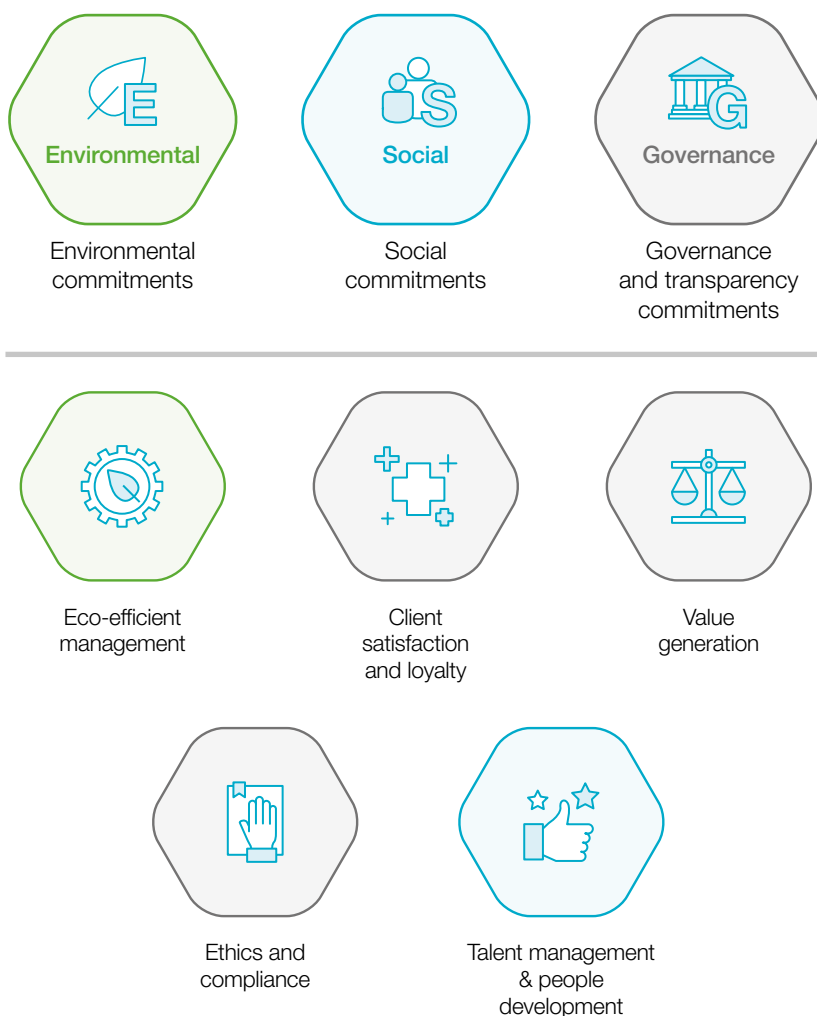 E
Environmental
S
Social
G
Governance
Environmental
commitments
Social
commitments
Governance
and transparency
commitments
Eco-efficient
management
Client
satisfaction
and loyalty
Value
generation
Ethics and
compliance
Talent management
& people
development